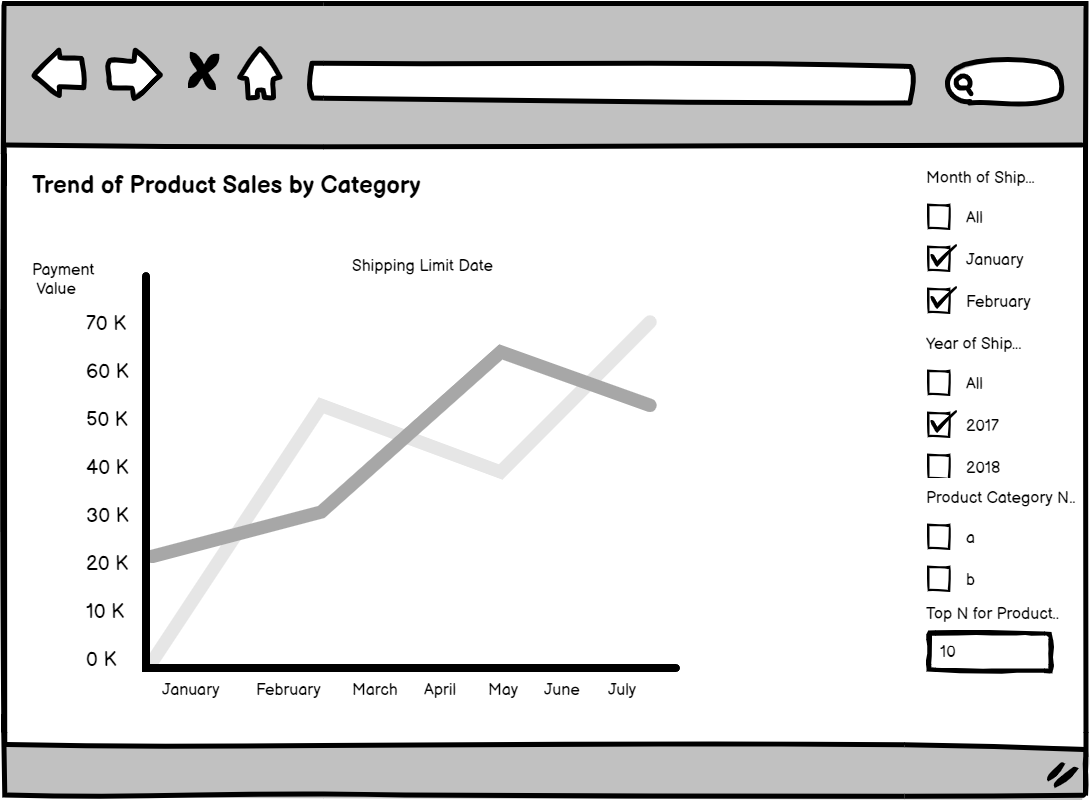 Trend of Product Sales by Category
Payment
Value
Shipping Limit Date
70 K
60 K
50 K
40 K
30 K
20 K
10 K
0 K
January February March April May June July
Month of Ship...
All
January
February
Year of Ship...
All
2017
2018
Product Category N..
a
b
Top N for Product..
10